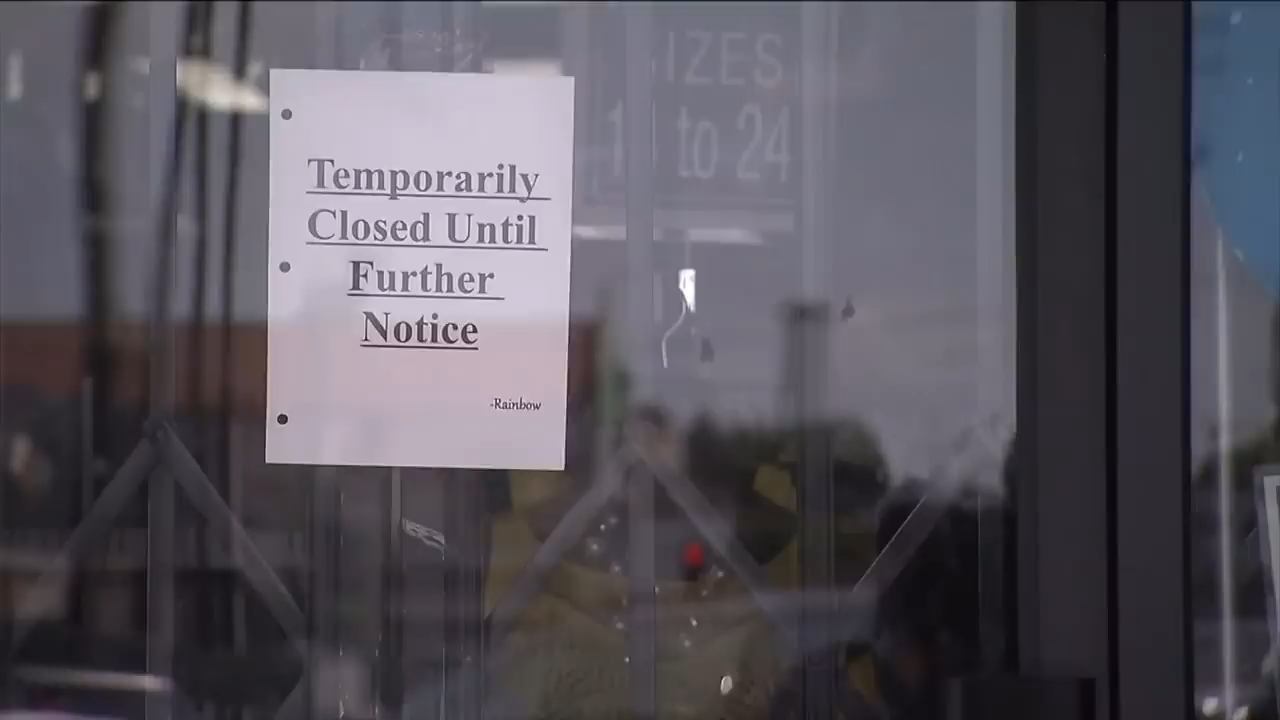 Temporarily
Closed Until
Further
Notice
-Rainbow
IZES
to 24